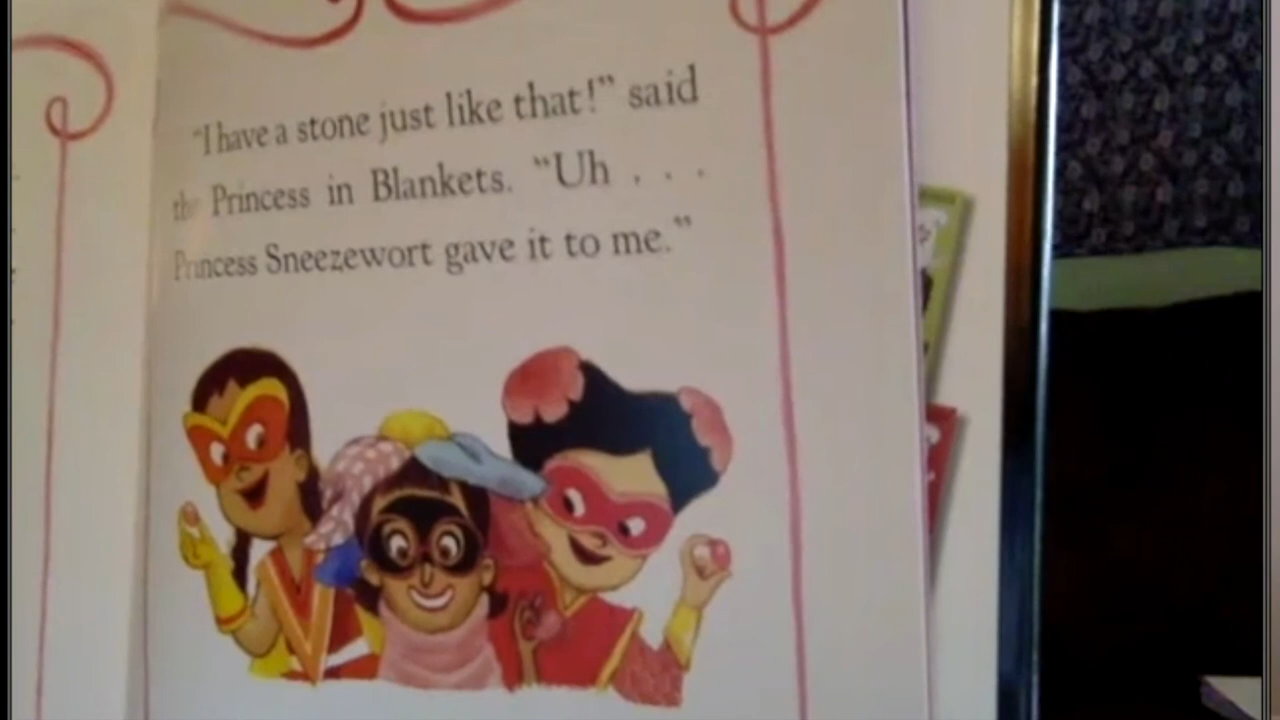 "I have a stone just like that!" said
the Princess in Blankets. "Uh . . .
Princess Sneezewort gave it to me."